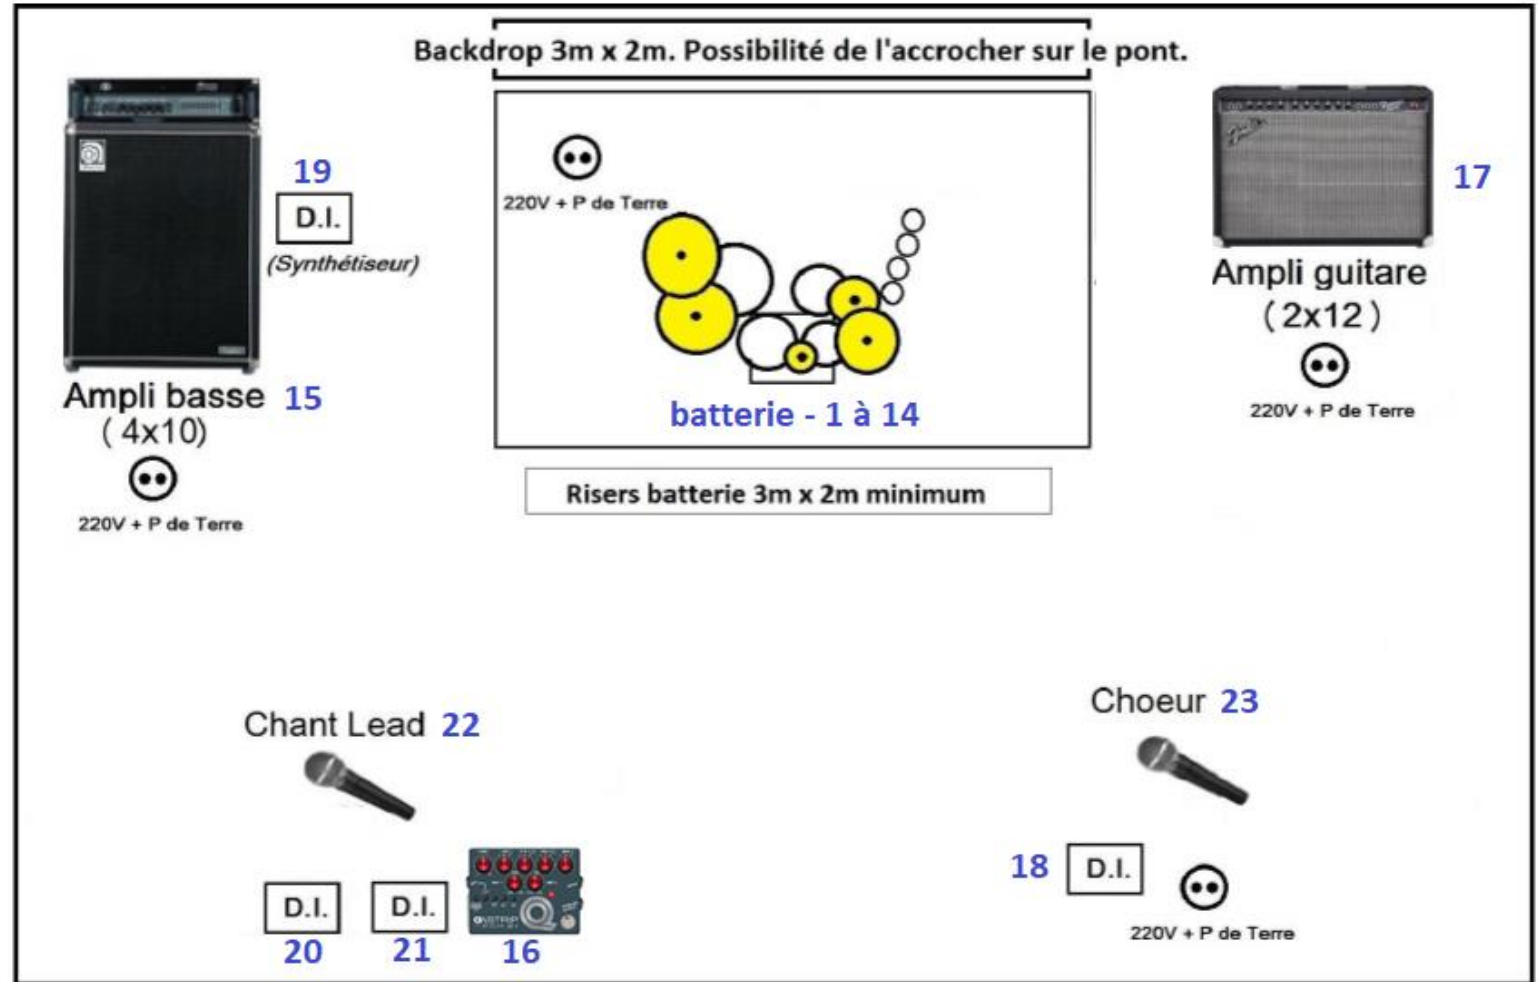 Backdrop 3m x 2m. Possibilité de l'accrocher sur le pont.
19
D.I.
(Synthétiseur)
Ampli basse 15
( 4x10)
220V + P de Terre
220V + P de Terre
batterie - 1 à 14
Risers batterie 3m x 2m minimum
17
Ampli guitare
( 2x12 )
220V + P de Terre
Chant Lead 22
D.I.
20
D.I.
21
16
Choeur 23
18
D.I.
220V + P de Terre